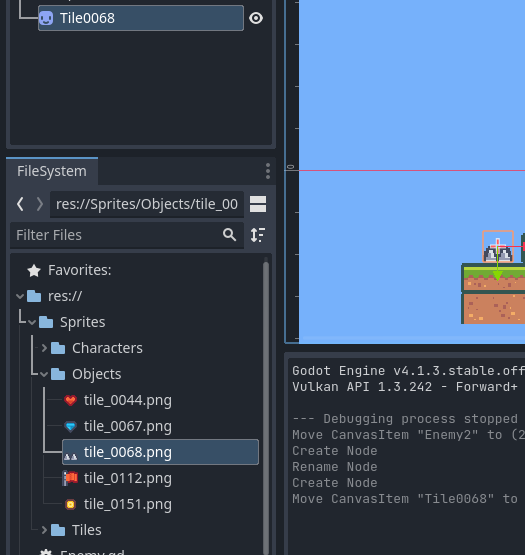 Tile0068
FileSystem
res://Sprites/Objects/tile_00
Filter Files
Favorites:
res://
Sprites
Characters
Objects
tile_0044.png
tile_0067.png
tile_0068.png
tile_0112.png
tile_0151.png
Tiles
Enemy.gd
0
Godot Engine v4.1.3.stable.off
Vulkan API 1.3.242 - Forward+
--- Debugging process stopped
Move CanvasItem "Enemy2" to (2
Create Node
Rename Node
Create Node
Move CanvasItem "Tile0068" to